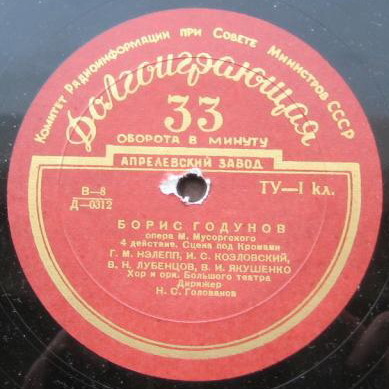 Комитет Радиоинформации при Совете Министров СССР
Долгоиграющая
33
ОБОРОТА В МИНУТУ
АПРЕЛЕВСКИЙ ЗАВОД
В—8
Д—0312
ТУ—I кл.
БОРИС ГОДУНОВ
опера М. Мусоргского
4 действие. Сцена под Кромами
Г. М. НЭЛЕПП, И. С. КОЗЛОВСКИЙ,
В. Н. ЛУБЕНЦОВ, В. И. ЯКУШЕНКО
Хор и орк. Большого театра
Дирижер
Н. С. Голованов